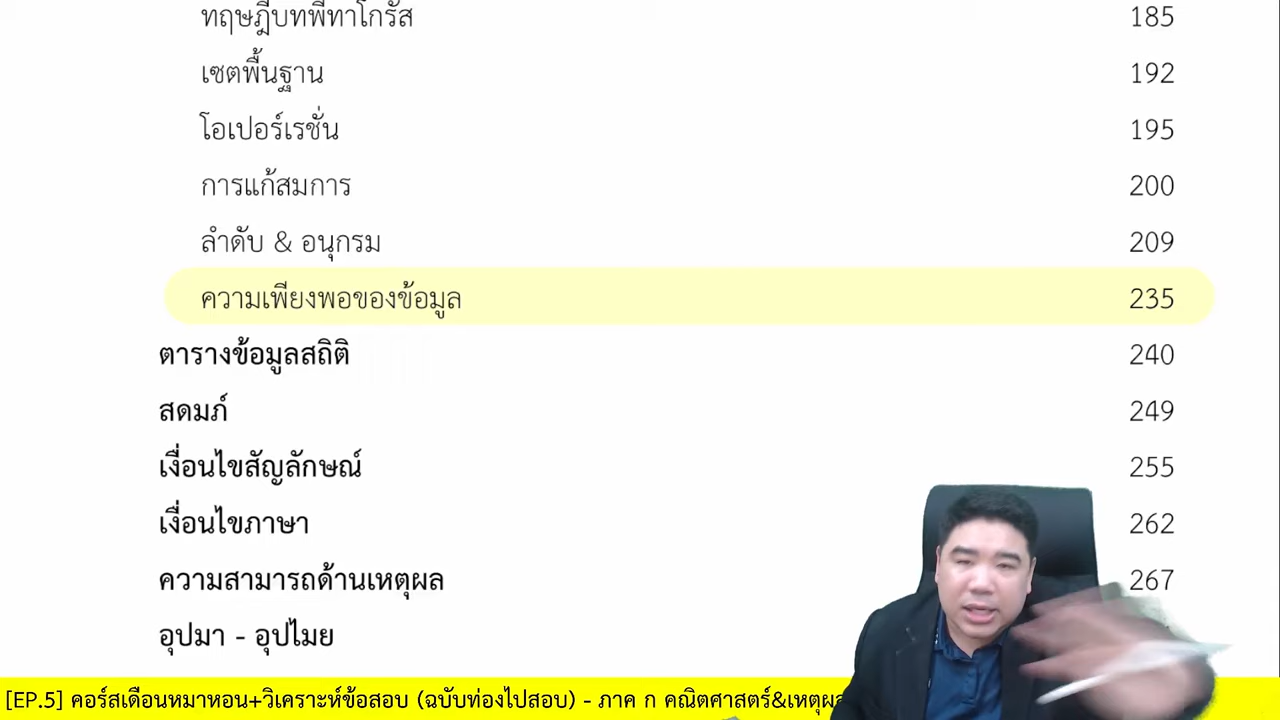 ทฤษฎีบทพีทาโกรัส 185
เซตพื้นฐาน 192
โอเปอร์เรชั่น 195
การแก้สมการ 200
ลำดับ & อนุกรม 209
ความเพียงพอของข้อมูล 235
ตารางข้อมูลสถิติ 240
สดมภ์ 249
เงื่อนไขสัญลักษณ์ 255
เงื่อนไขภาษา 262
ความสามารถด้านเหตุผล 267
อุปมา - อุปไมย
[EP.5] คอร์สเดือนหมาหอน+วิเคราะห์ข้อสอบ (ฉบับท่องไปสอบ) - ภาค ก คณิตศาสตร์&เหตุผ